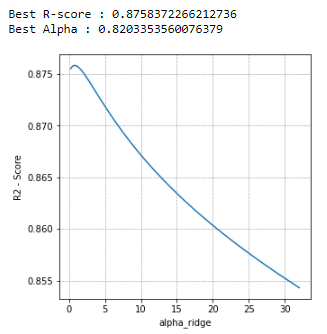 Best R-score : 0.8758372266212736
Best Alpha : 0.8203353560076379
0.875
0.870
0.865
0.860
0.855
R2 - Score
0 5 10 15 20 25 30
alpha_ridge